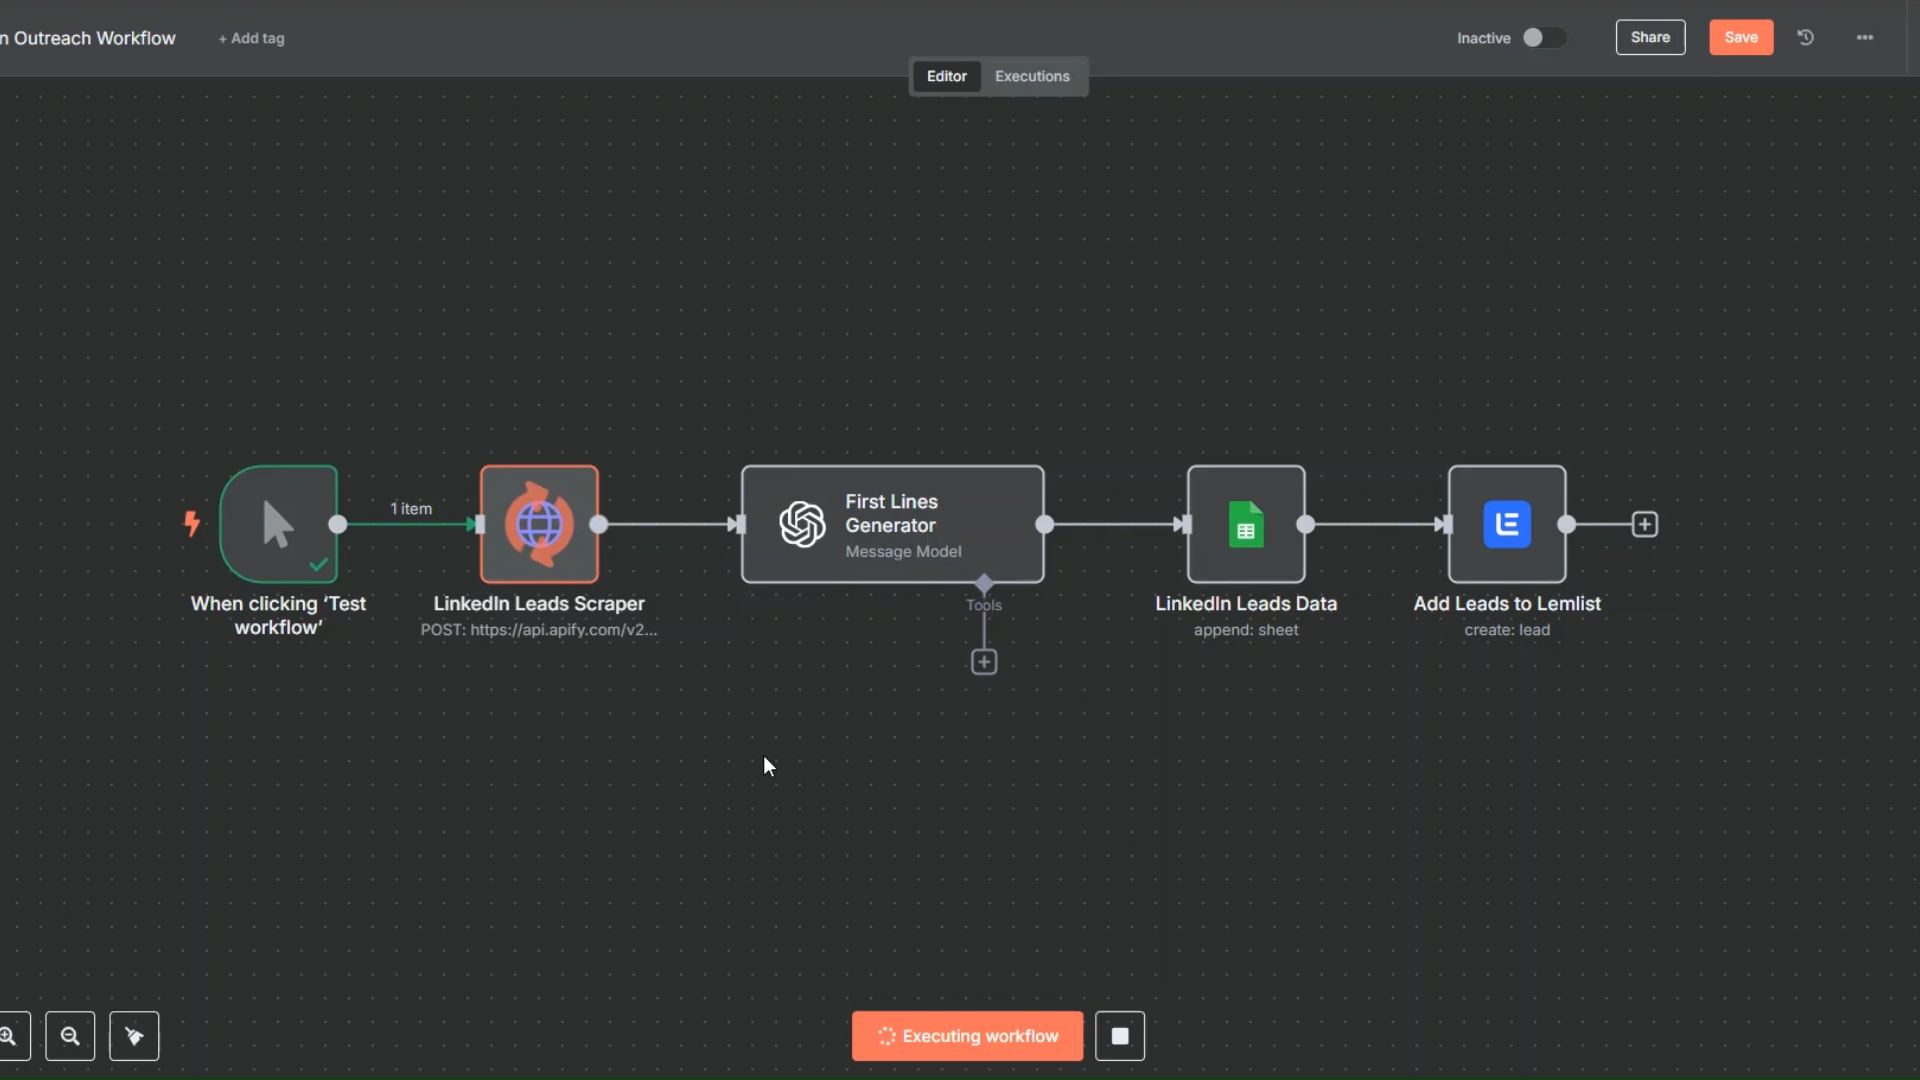 n Outreach Workflow
+ Add tag
Inactive
Share
Save
Editor
Executions
1 item
First Lines
Generator
Message Model
Tools
When clicking ‘Test
workflow’
LinkedIn Leads Scraper
POST: https://api.apify.com/v2...
LinkedIn Leads Data
append: sheet
Add Leads to Lemlist
create: lead
Executing workflow